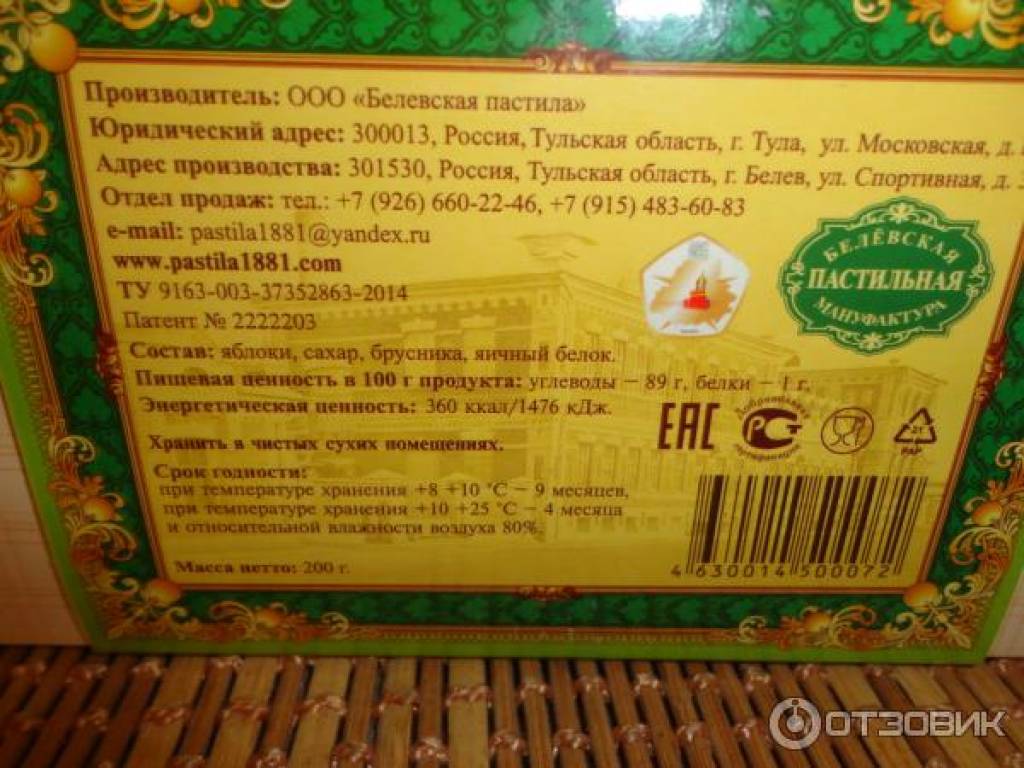 Производитель: ООО «Белевская пастила»
Юридический адрес: 300013, Россия, Тульская область, г. Тула, ул. Московская, д.
Адрес производства: 301530, Россия, Тульская область, г. Белев, ул. Спортивная, д.
Отдел продаж: тел.: +7 (926) 660-22-46, +7 (915) 483-60-83
e-mail: pastila1881@yandex.ru
www.pastila1881.com
ТУ 9163-003-37352863-2014
Патент № 2222203
БЕЛЁВСКАЯ
ПАСТИЛЬНАЯ
МАНУФАКТУРА
Состав: яблоки, сахар, брусника, яичный белок.
Пищевая ценность в 100 г продукта: углеводы – 89 г, белки – 1 г.
Энергетическая ценность: 360 ккал/1476 кДж.
ЕАС
Добровольная
РСТ
сертификация
21
PAP
Хранить в чистых сухих помещениях.
Срок годности:
при температуре хранения +8 +10 °С – 9 месяцев,
при температуре хранения +10 +25 °С – 4 месяца
и относительной влажности воздуха 80%.
Масса нетто: 200 г.
4 630014 500072
ОТЗОВИК